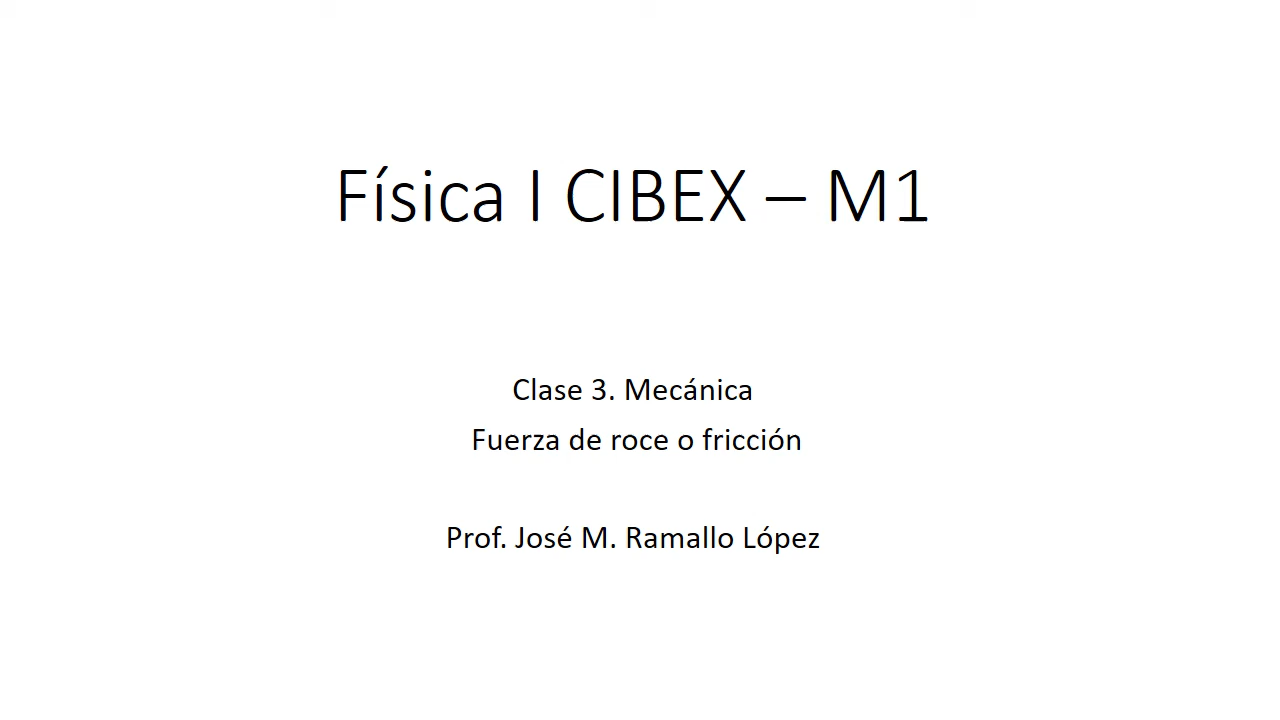 Física I CIBEX – M1
Clase 3. Mecánica
Fuerza de roce o fricción
Prof. José M. Ramallo López